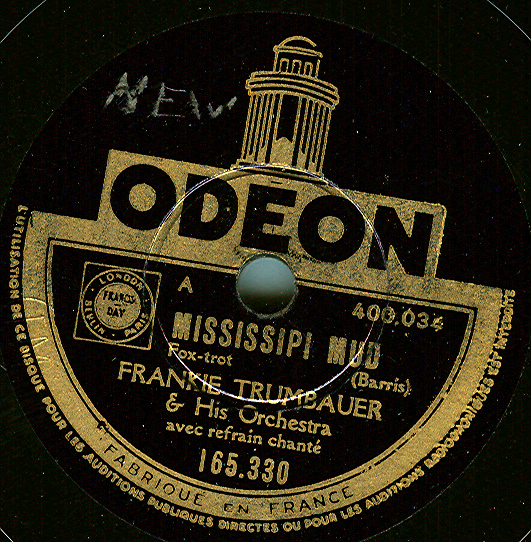 NEW
ODEON
LONDON
FRANCIS DAY
BERLIN PARIS
A
400.034
MISSISSIPI MUD
Fox-trot
(Barris)
FRANKIE TRUMBAUER
& His Orchestra
avec refrain chanté
165.330
FABRIQUÉ EN FRANCE
L'UTILISATION DE CE DISQUE POUR LES AUDITIONS PUBLIQUES DIRECTES OU POUR LES AUDITIONS RADIOPHONIQUES EST INTERDITE